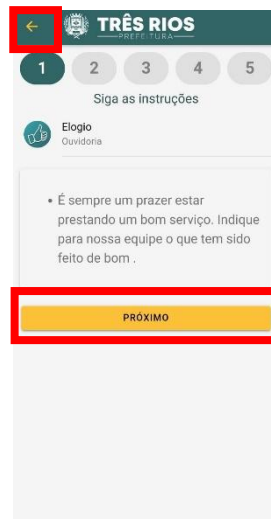 TRÊS RIOS
PREFEITURA
1 2 3 4 5
Siga as instruções
Elogio
Ouvidoria
• É sempre um prazer estar
prestando um bom serviço. Indique
para nossa equipe o que tem sido
feito de bom .
PRÓXIMO